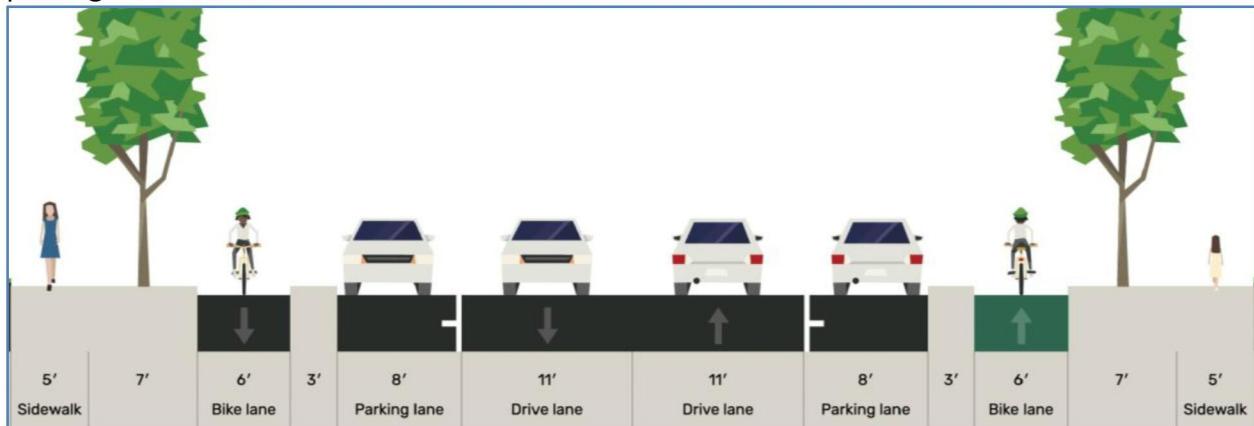 5′ 7′ 6′ 3′ 8′ 11′ 11′ 8′ 3′ 6′ 7′ 5′
Sidewalk Bike lane Parking lane Drive lane Drive lane Parking lane Bike lane Sidewalk